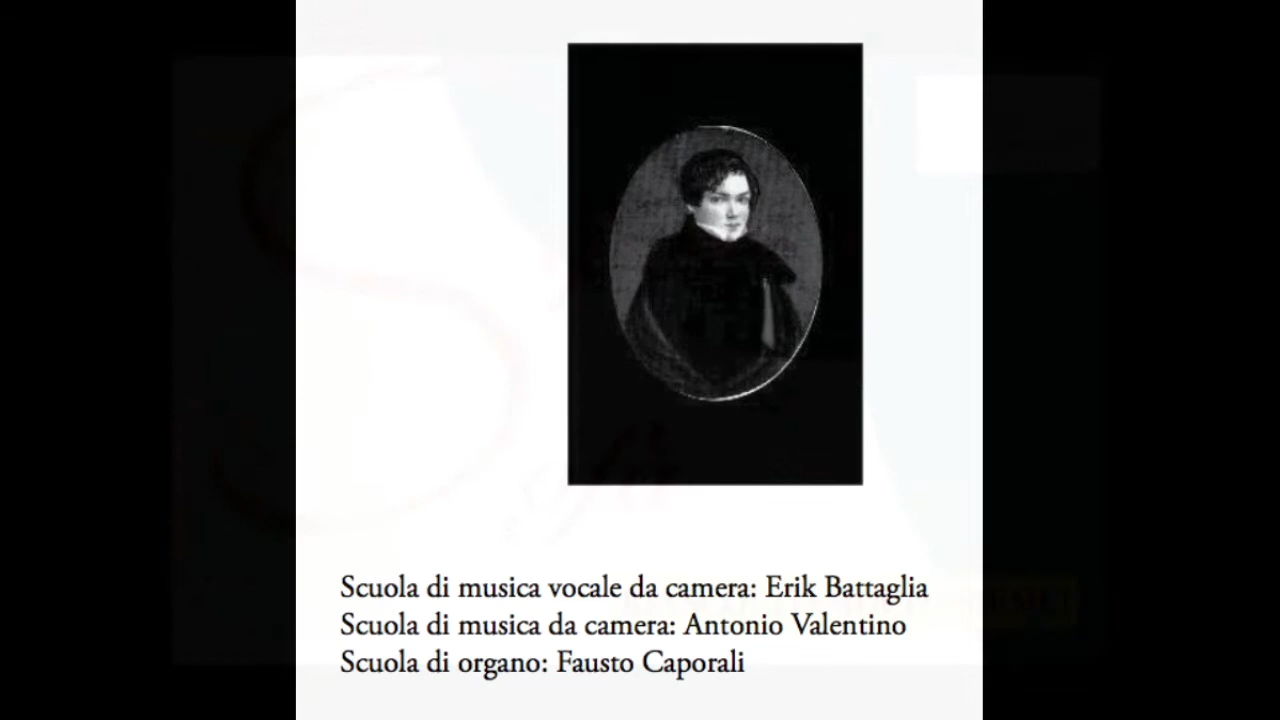 Scuola di musica vocale da camera: Erik Battaglia
Scuola di musica da camera: Antonio Valentino
Scuola di organo: Fausto Caporali